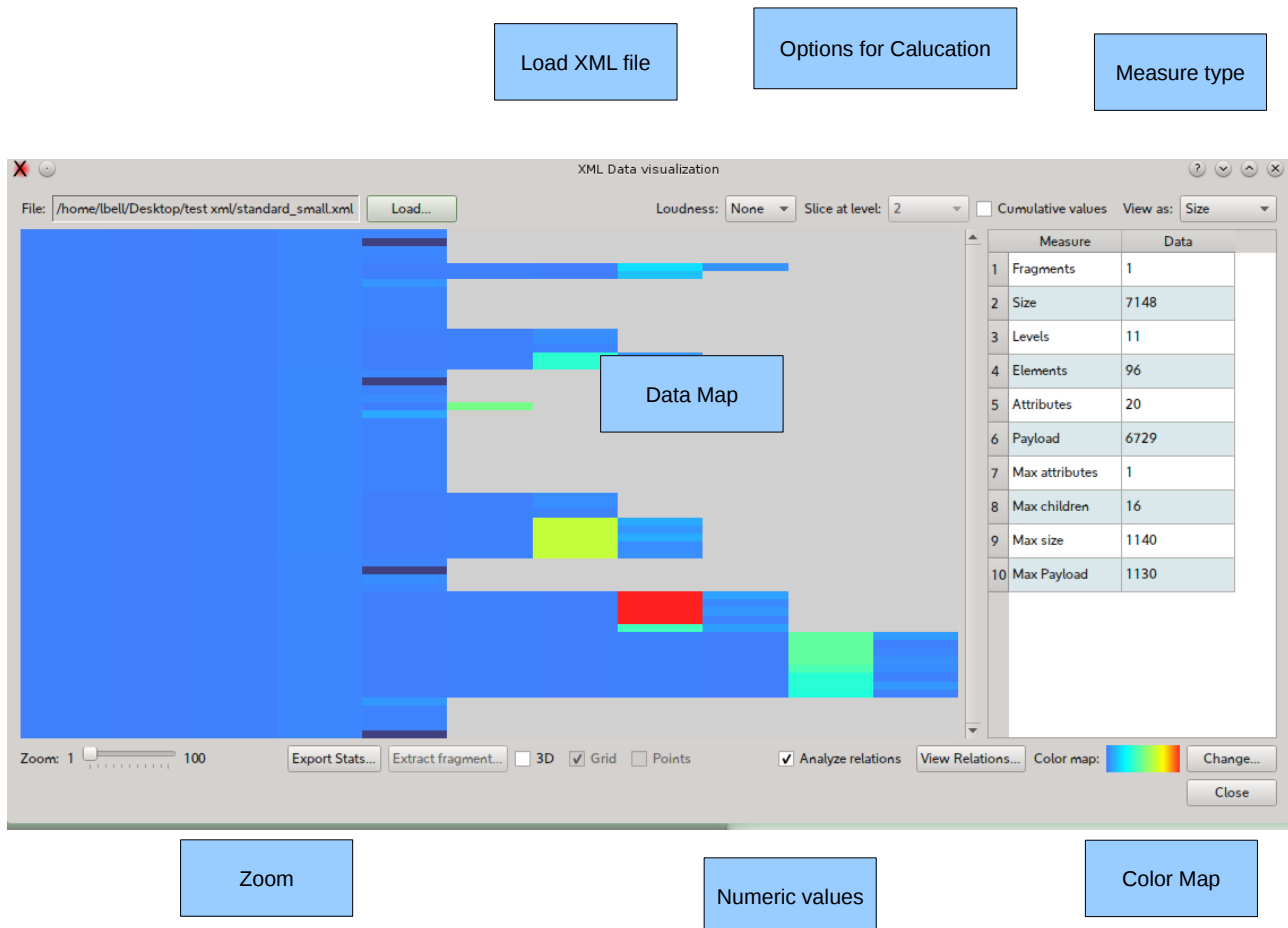 Load XML file
Options for Calucation
Measure type
XML Data visualization
File: /home/lbell/Desktop/test xml/standard_small.xml Load... Loudness: None Slice at level: 2 Cumulative values View as: Size
Measure Data
1 Fragments 1
2 Size 7148
3 Levels 11
4 Elements 96
5 Attributes 20
6 Payload 6729
7 Max attributes 1
8 Max children 16
9 Max size 1140
10 Max Payload 1130
Data Map
Zoom: 1 100 Export Stats... Extract fragment... 3D Grid Points Analyze relations View Relations... Color map: Change...
Close
Zoom
Numeric values
Color Map